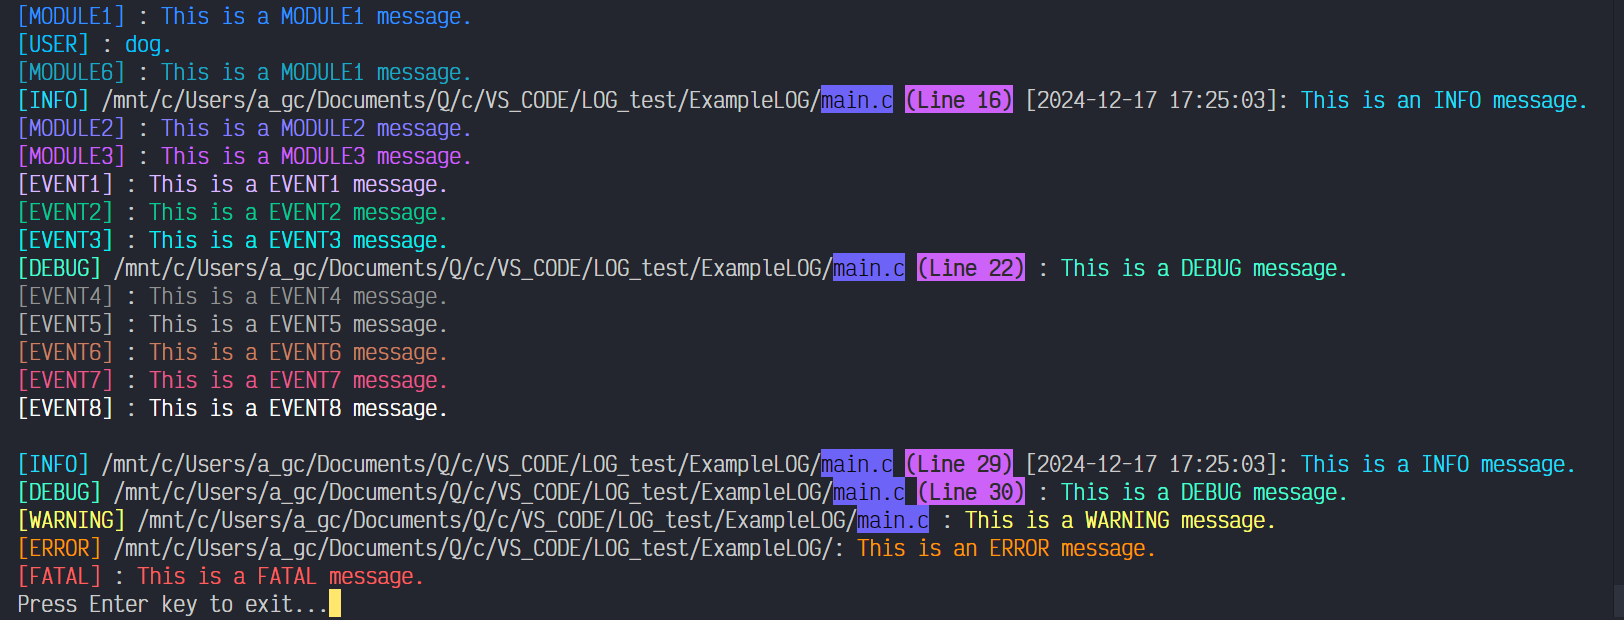 [MODULE1] : This is a MODULE1 message.
[USER] : dog.
[MODULE6] : This is a MODULE1 message.
[INFO] /mnt/c/Users/a_gc/Documents/Q/c/VS_CODE/LOG_test/ExampleLOG/main.c (Line 16) [2024-12-17 17:25:03]: This is an INFO message.
[MODULE2] : This is a MODULE2 message.
[MODULE3] : This is a MODULE3 message.
[EVENT1] : This is a EVENT1 message.
[EVENT2] : This is a EVENT2 message.
[EVENT3] : This is a EVENT3 message.
[DEBUG] /mnt/c/Users/a_gc/Documents/Q/c/VS_CODE/LOG_test/ExampleLOG/main.c (Line 22) : This is a DEBUG message.
[EVENT4] : This is a EVENT4 message.
[EVENT5] : This is a EVENT5 message.
[EVENT6] : This is a EVENT6 message.
[EVENT7] : This is a EVENT7 message.
[EVENT8] : This is a EVENT8 message.
[INFO] /mnt/c/Users/a_gc/Documents/Q/c/VS_CODE/LOG_test/ExampleLOG/main.c (Line 29) [2024-12-17 17:25:03]: This is a INFO message.
[DEBUG] /mnt/c/Users/a_gc/Documents/Q/c/VS_CODE/LOG_test/ExampleLOG/main.c (Line 30) : This is a DEBUG message.
[WARNING] /mnt/c/Users/a_gc/Documents/Q/c/VS_CODE/LOG_test/ExampleLOG/main.c : This is a WARNING message.
[ERROR] /mnt/c/Users/a_gc/Documents/Q/c/VS_CODE/LOG_test/ExampleLOG/: This is an ERROR message.
[FATAL] : This is a FATAL message.
Press Enter key to exit...